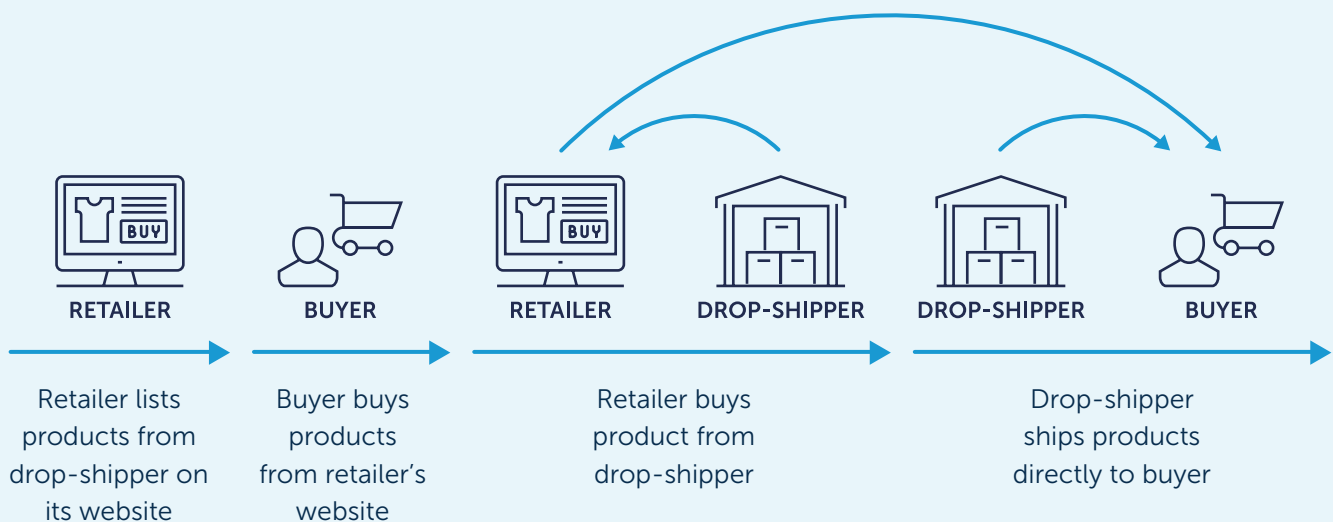 BUY
BUY
RETAILER
BUYER
RETAILER
DROP-SHIPPER
DROP-SHIPPER
BUYER
Retailer lists
products from
drop-shipper on
its website
Buyer buys
products
from retailer’s
website
Retailer buys
product from
drop-shipper
Drop-shipper
ships products
directly to buyer